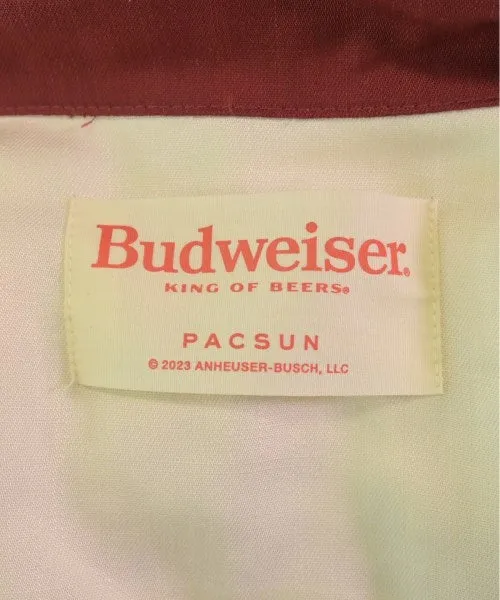 Budweiser®
KING OF BEERS®
PACSUN
© 2023 ANHEUSER-BUSCH, LLC